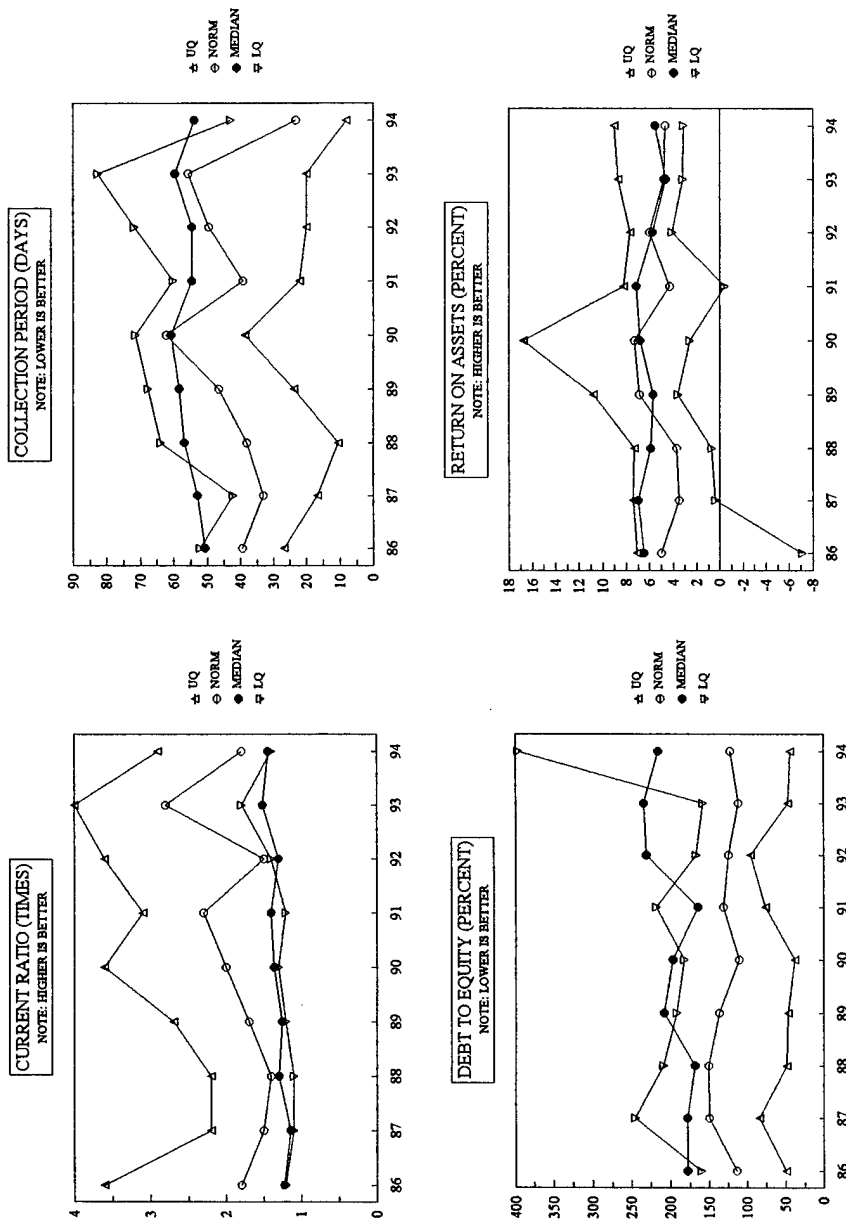 CURRENT RATIO (TIMES)
NOTE: HIGHER IS BETTER
4
3
2
1
0
86 87 88 89 90 91 92 93 94
UQ
NORM
MEDIAN
LQ
COLLECTION PERIOD (DAYS)
NOTE: LOWER IS BETTER
90
80
70
60
50
40
30
20
10
0
86 87 88 89 90 91 92 93 94
UQ
NORM
MEDIAN
LQ
DEBT TO EQUITY (PERCENT)
NOTE: LOWER IS BETTER
400
350
300
250
200
150
100
50
0
86 87 88 89 90 91 92 93 94
UQ
NORM
MEDIAN
LQ
RETURN ON ASSETS (PERCENT)
NOTE: HIGHER IS BETTER
18
16
14
12
10
8
6
4
2
0
-2
-4
-6
-8
86 87 88 89 90 91 92 93 94
UQ
NORM
MEDIAN
LQ